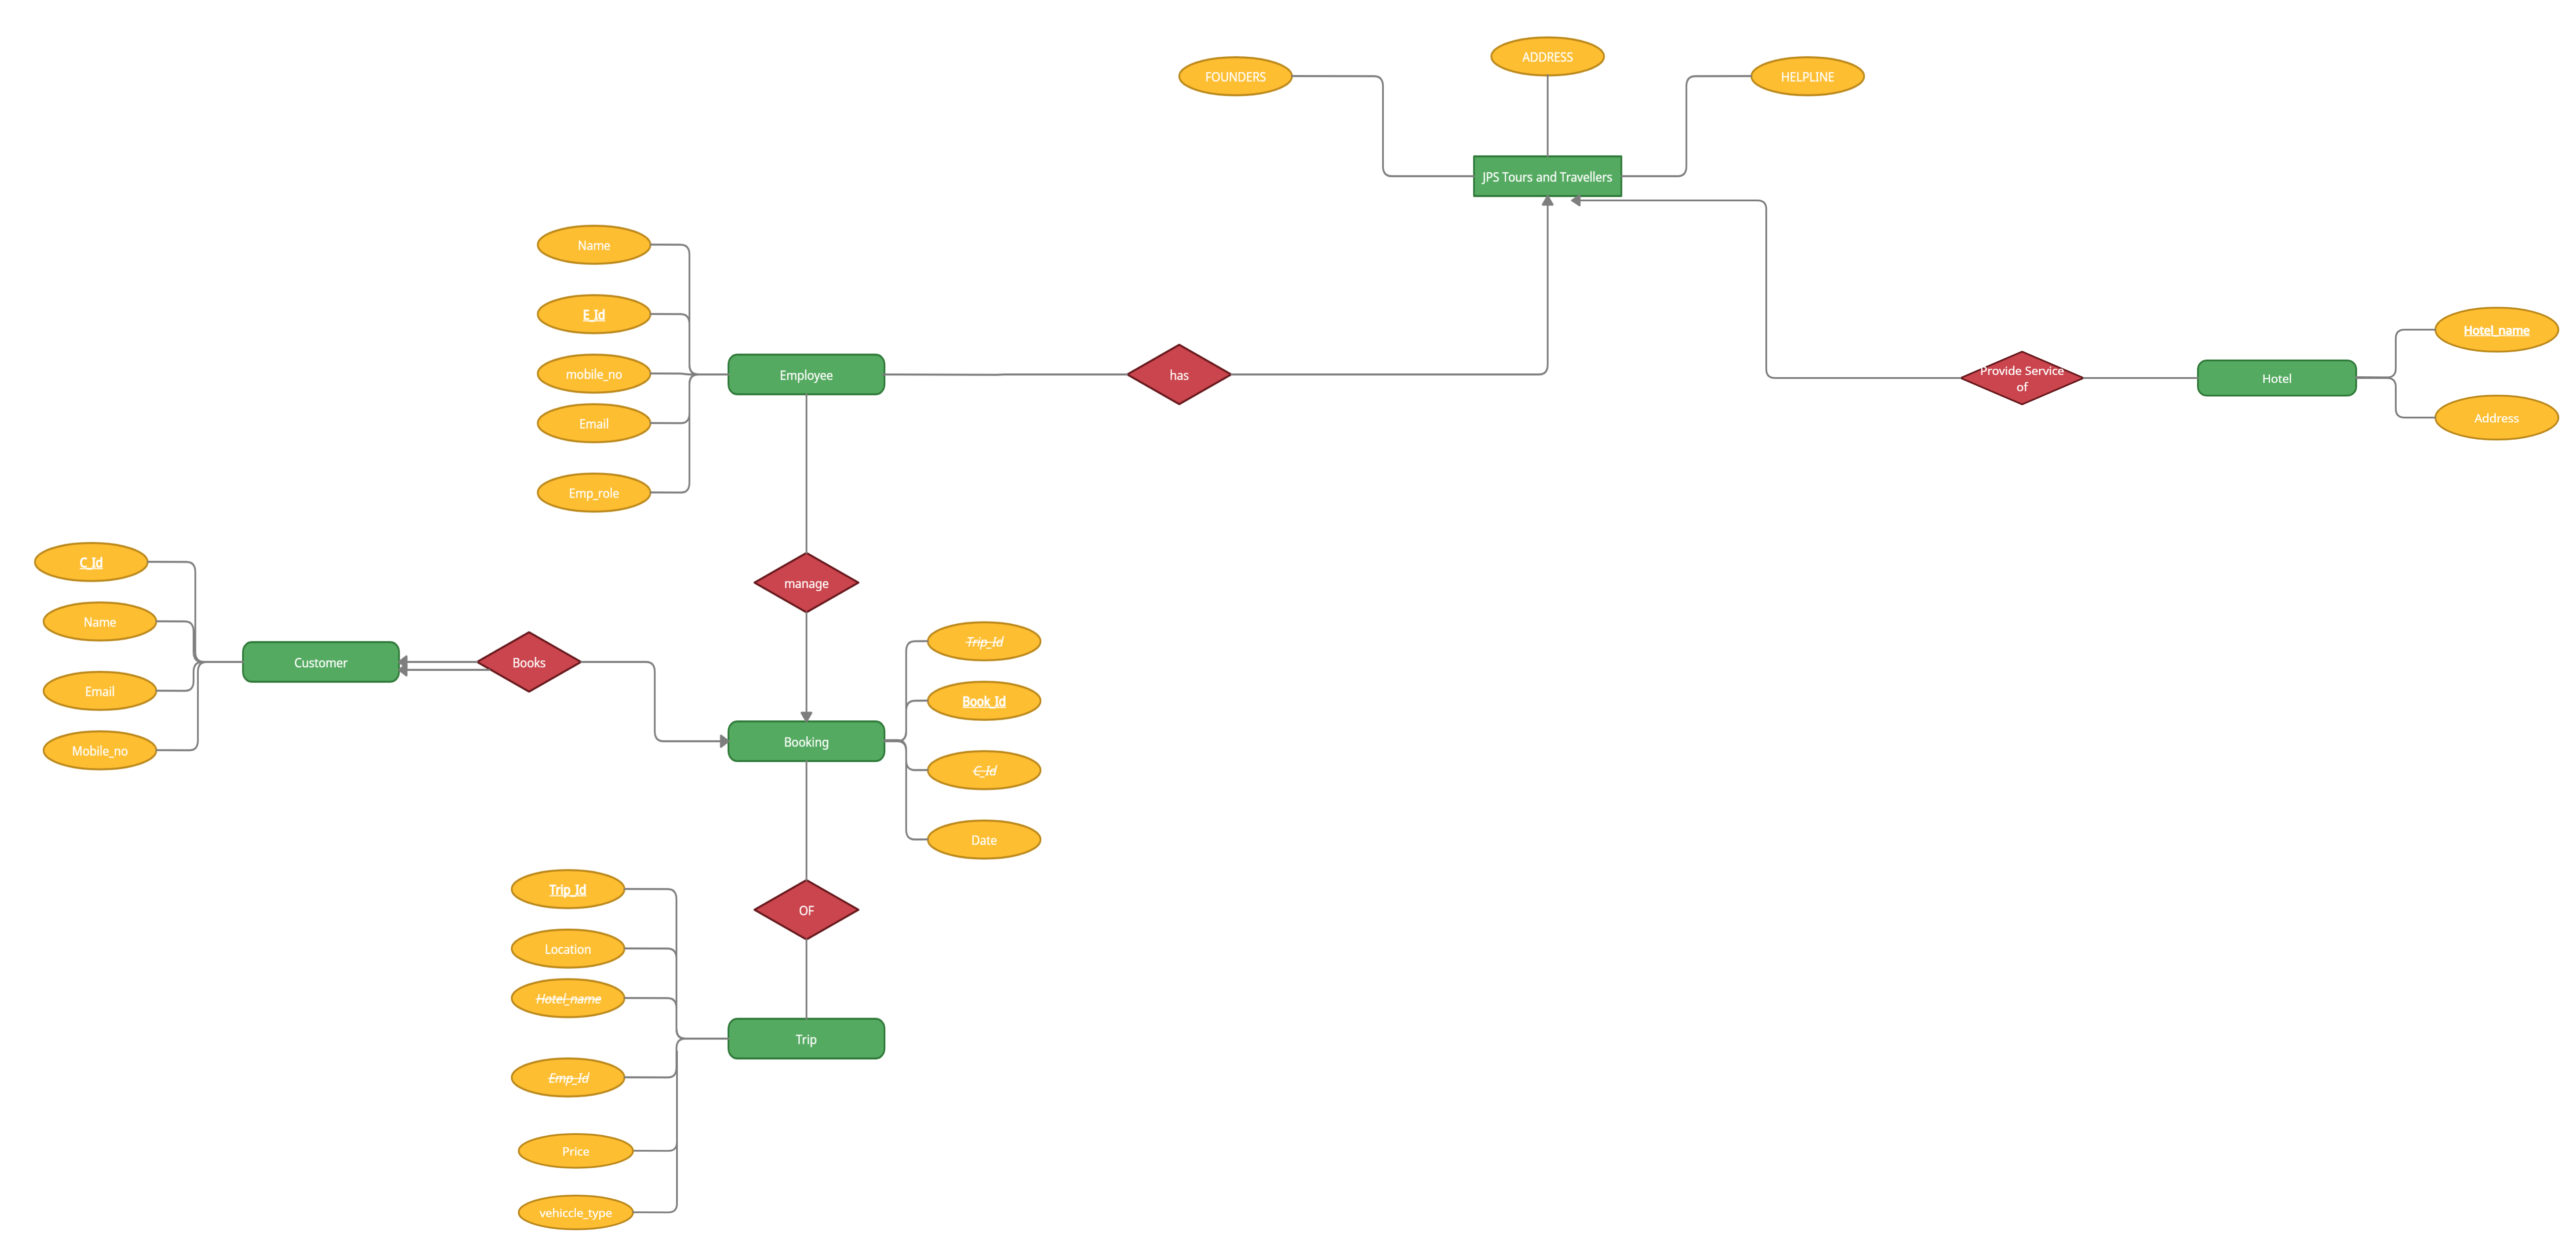 ADDRESS
FOUNDERS
HELPLINE
JPS Tours and Travellers
Name
E_Id
mobile_no
Email
Emp_role
Employee
has
Provide Service
of
Hotel
Hotel_name
Address
manage
C_Id
Name
Email
Mobile_no
Customer
Books
Booking
Trip_Id
Book_Id
C_Id
Date
OF
Trip_Id
Location
Hotel_name
Emp_Id
Price
vehiccle_type
Trip